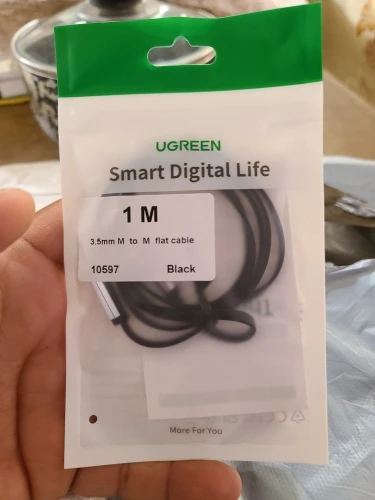 UGREEN
Smart Digital Life
1 M
3.5mm M to M flat cable
10597 Black
More For You